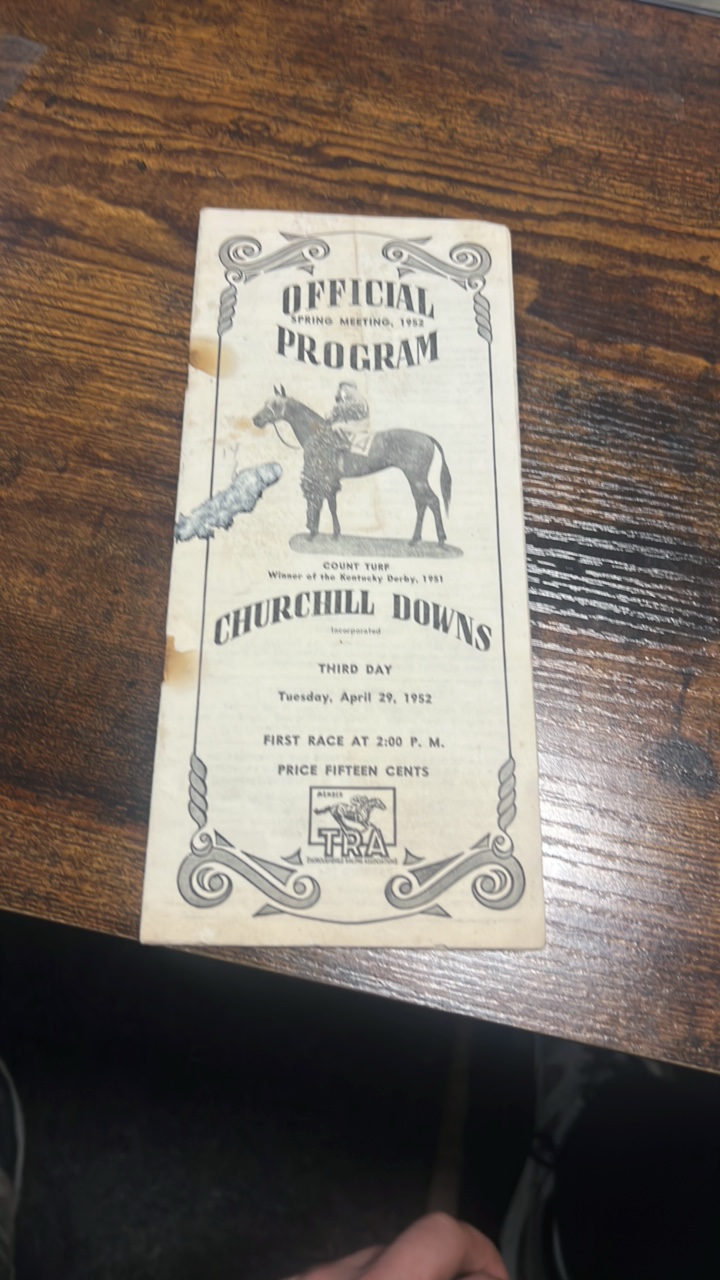 OFFICIAL
SPRING MEETING, 1952
PROGRAM
COUNT TURF
Winner of the Kentucky Derby, 1951
CHURCHILL DOWNS
Incorporated
THIRD DAY
Tuesday, April 29, 1952
FIRST RACE AT 2:00 P. M.
PRICE FIFTEEN CENTS
MEMBER
TRA
THOROUGHBRED RACING ASSOCIATIONS